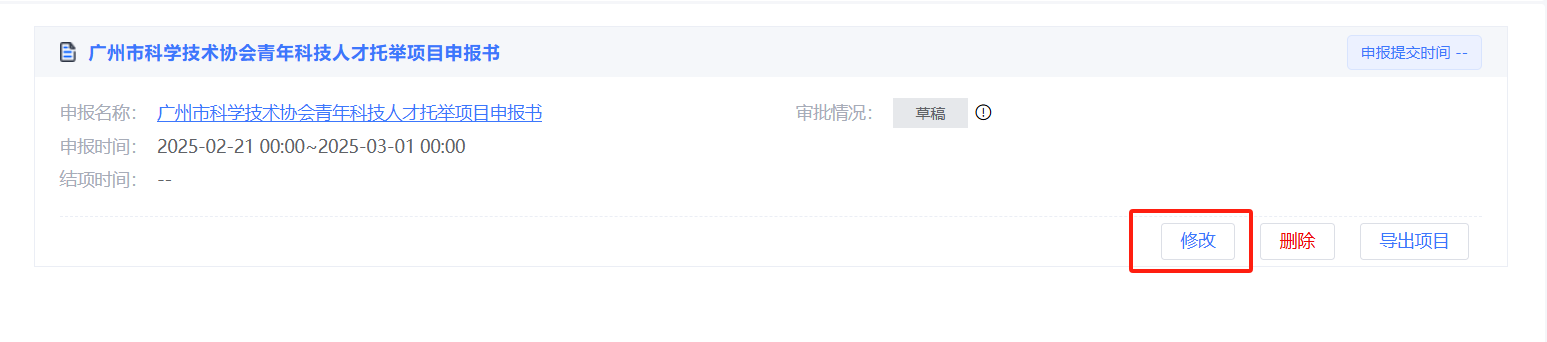 广州市科学技术协会青年科技人才托举项目申报书
申报提交时间 --
申报名称： 广州市科学技术协会青年科技人才托举项目申报书
审批情况： 草稿
申报时间： 2025-02-21 00:00~2025-03-01 00:00
结项时间： --
修改 删除 导出项目